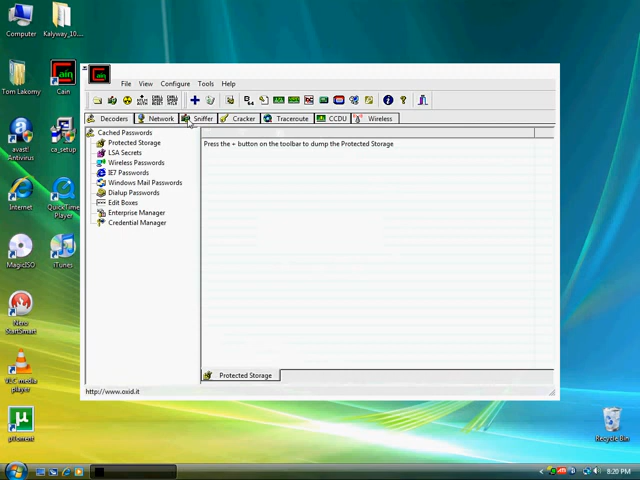 Computer
Kalyway_10....
Tom Lakomy
Cain
avast! Antivirus
ca_setup
Internet
QuickTime Player
MagicISO
iTunes
Nero StartSmart
VLC media player
µTorrent
Recycle Bin
Cain
File View Configure Tools Help
Decoders Network Sniffer Cracker Traceroute CCDU Wireless
Cached Passwords
Protected Storage
LSA Secrets
Wireless Passwords
IE7 Passwords
Windows Mail Passwords
Dialup Passwords
Edit Boxes
Enterprise Manager
Credential Manager
Press the + button on the toolbar to dump the Protected Storage
Protected Storage
http://www.oxid.it
8:20 PM